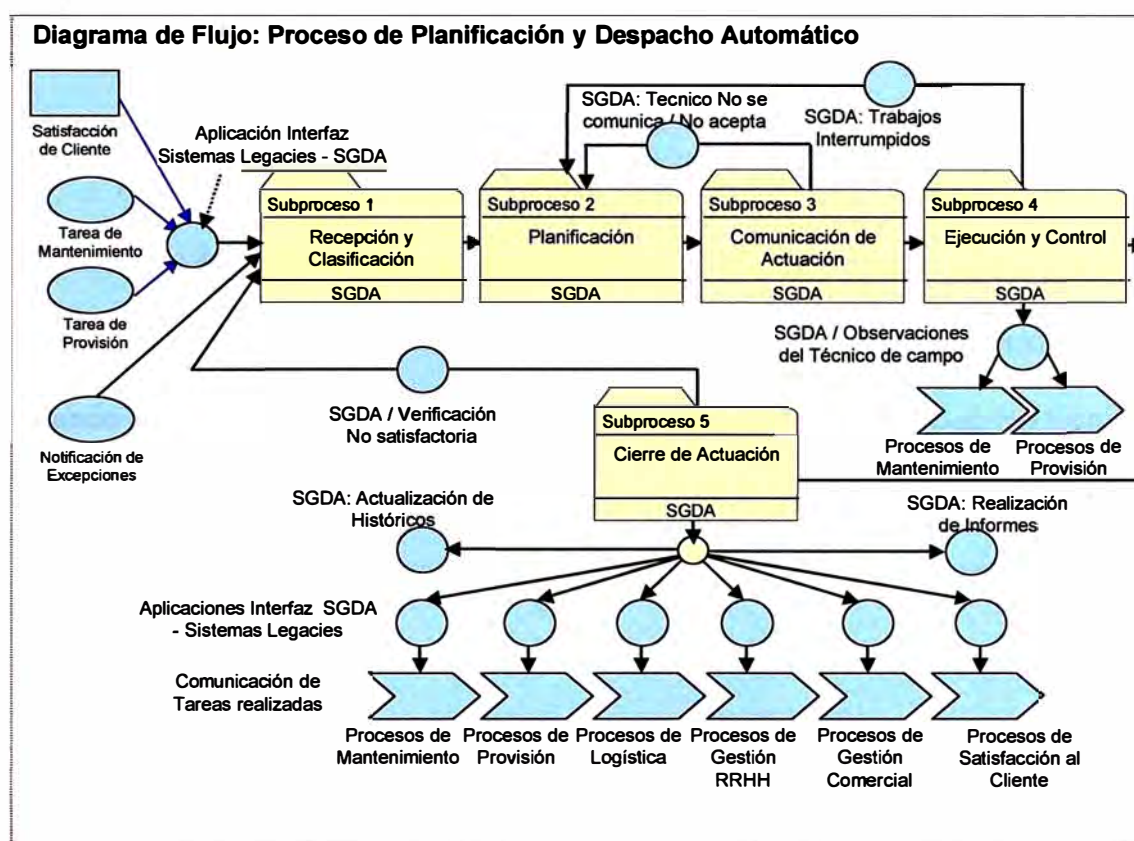 Diagrama de Flujo: Proceso de Planificación y Despacho Automático
Satisfacción
de Cliente
Aplicación Interfaz
Sistemas Legacies - SGDA
SGDA: Tecnico No se
comunica / No acepta
SGDA: Trabajos
Interrumpidos
Tarea de
Mantenimiento
Tarea de
Provisión
Notificación de
Excepciones
Subproceso 1
Recepción y
Clasificación
SGDA
Subproceso 2
Planificación
SGDA
Subproceso 3
Comunicación de
Actuación
SGDA
Subproceso 4
Ejecución y Control
SGDA
SGDA / Observaciones
del Técnico de campo
Procesos de
Mantenimiento
Procesos de
Provisión
SGDA / Verificación
No satisfactoria
Subproceso 5
Cierre de Actuación
SGDA
SGDA: Actualización de
Históricos
SGDA: Realización
de Informes
Aplicaciones Interfaz SGDA
- Sistemas Legacies
Comunicación de
Tareas realizadas
Procesos de
Mantenimiento
Procesos de
Provisión
Procesos de
Logística
Procesos de
Gestión
RRHH
Procesos de
Gestión
Comercial
Procesos de
Satisfacción al
Cliente